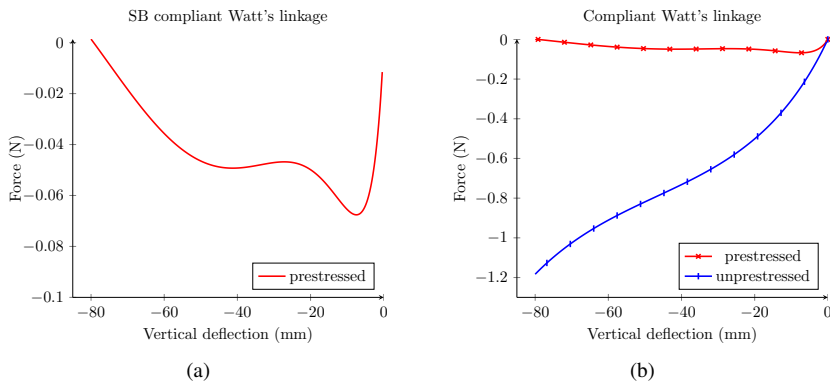 SB compliant Watt's linkage
0
−0.02
−0.04
−0.06
−0.08
−0.1
Force (N)
prestressed
−80
−60
−40
−20
0
Vertical deflection (mm)
(a)
Compliant Watt's linkage
0
−0.2
−0.4
−0.6
−0.8
−1
−1.2
Force (N)
prestressed
unprestressed
−80
−60
−40
−20
0
Vertical deflection (mm)
(b)